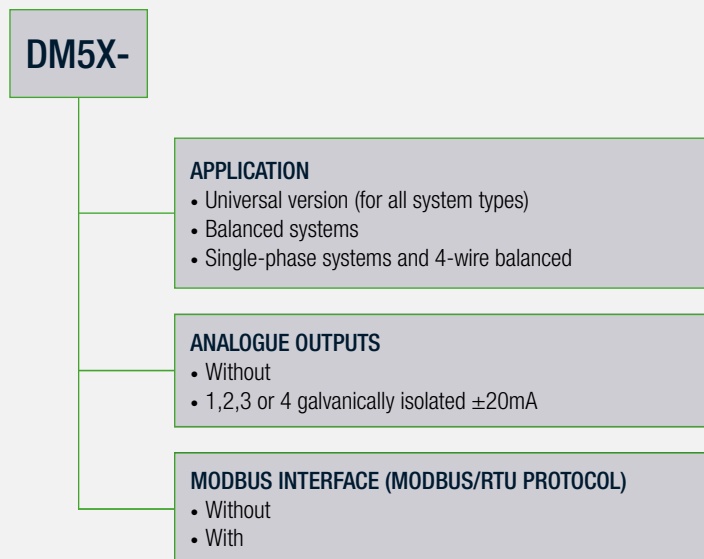 DM5X-
APPLICATION
• Universal version (for all system types)
• Balanced systems
• Single-phase systems and 4-wire balanced
ANALOGUE OUTPUTS
• Without
• 1,2,3 or 4 galvanically isolated ±20mA
MODBUS INTERFACE (MODBUS/RTU PROTOCOL)
• Without
• With